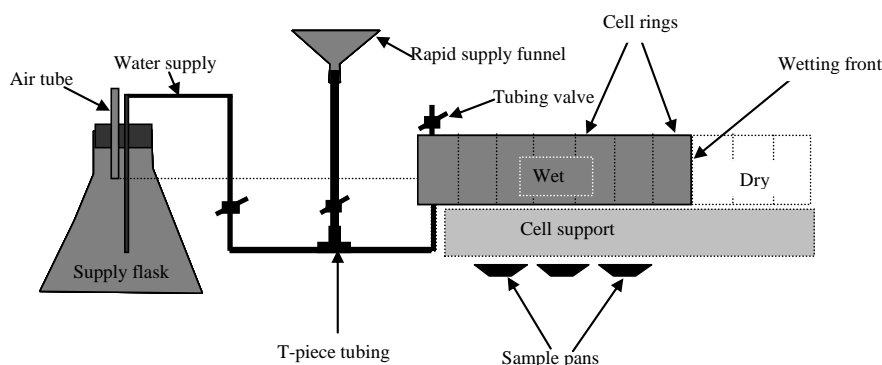 Cell rings
Rapid supply funnel
Wetting front
Water supply
Air tube
Tubing valve
Wet
Dry
Cell support
Supply flask
T-piece tubing
Sample pans